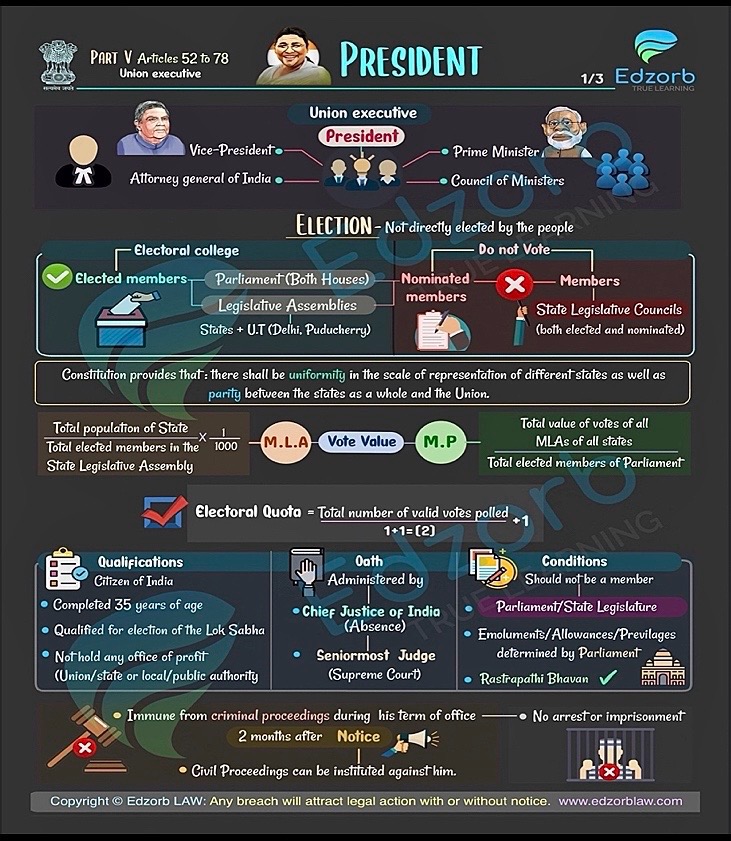 PART V Articles 52 to 78
Union executive
सत्यमेव जयते
PRESIDENT
1/3
Edzorb
TRUE LEARNING
Union executive
President
Vice-President
Prime Minister
Attorney general of India
Council of Ministers
ELECTION - Not directly elected by the people
Electoral college
Do not Vote
Elected members
Parliament (Both Houses)
Legislative Assemblies
States + U.T (Delhi, Puducherry)
Nominated
members
Members
State Legislative Councils
(both elected and nominated)
Constitution provides that : there shall be uniformity in the scale of representation of different states as well as
parity between the states as a whole and the Union.
Total population of State
Total elected members in the
State Legislative Assembly
X 1
1000
M.L.A
Vote Value
M.P
Total value of votes of all
MLAs of all states
Total elected members of Parliament
Electoral Quota = Total number of valid votes polled +1
1+1=(2)
Qualifications
Citizen of India
Completed 35 years of age
Qualified for election of the Lok Sabha
Not hold any office of profit
(Union/state or local/public authority
Oath
Administered by
Chief Justice of India
(Absence)
Seniormost Judge
(Supreme Court)
Conditions
Should not be a member
Parliament/State Legislature
Emoluments/Allowances/Previlages
determined by Parliament
Rastrapathi Bhavan
Immune from criminal proceedings during his term of office
No arrest or imprisonment
2 months after Notice
Civil Proceedings can be instituted against him.
Copyright © Edzorb LAW: Any breach will attract legal action with or without notice. www.edzorblaw.com
Edzorb
TRUE LEARNING
Edzorb
TRUE LEARNING